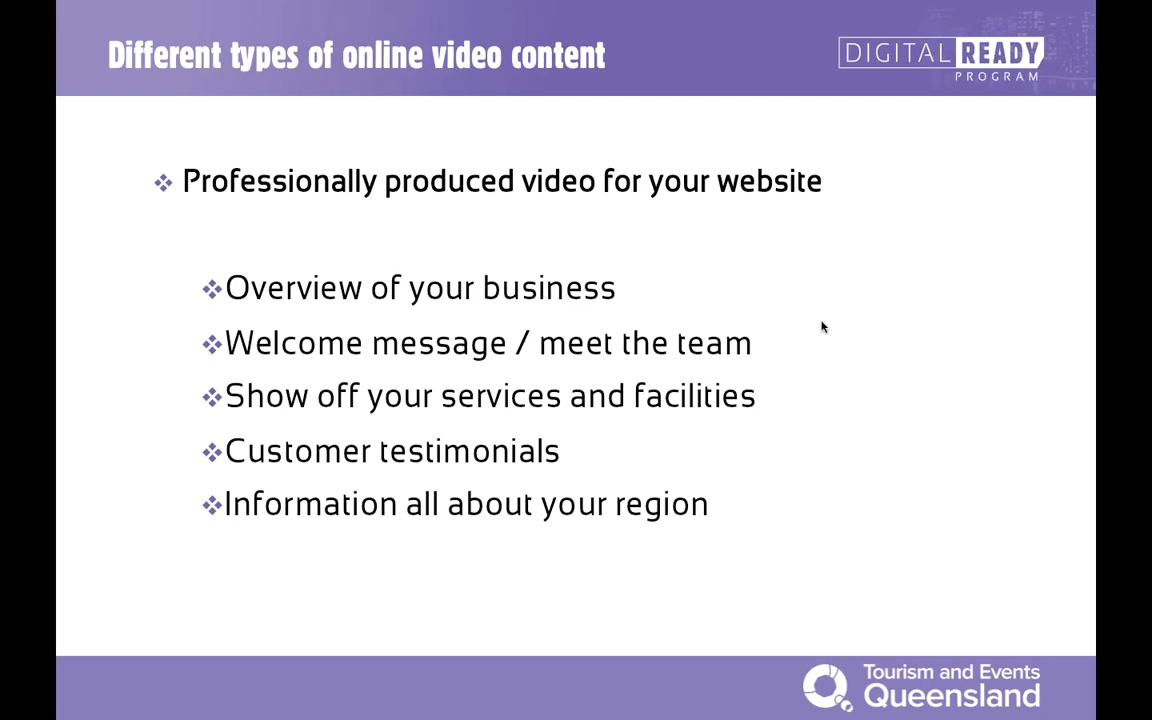 Different types of online video content
DIGITAL READY
PROGRAM
Professionally produced video for your website
Overview of your business
Welcome message / meet the team
Show off your services and facilities
Customer testimonials
Information all about your region
Tourism and Events
Queensland